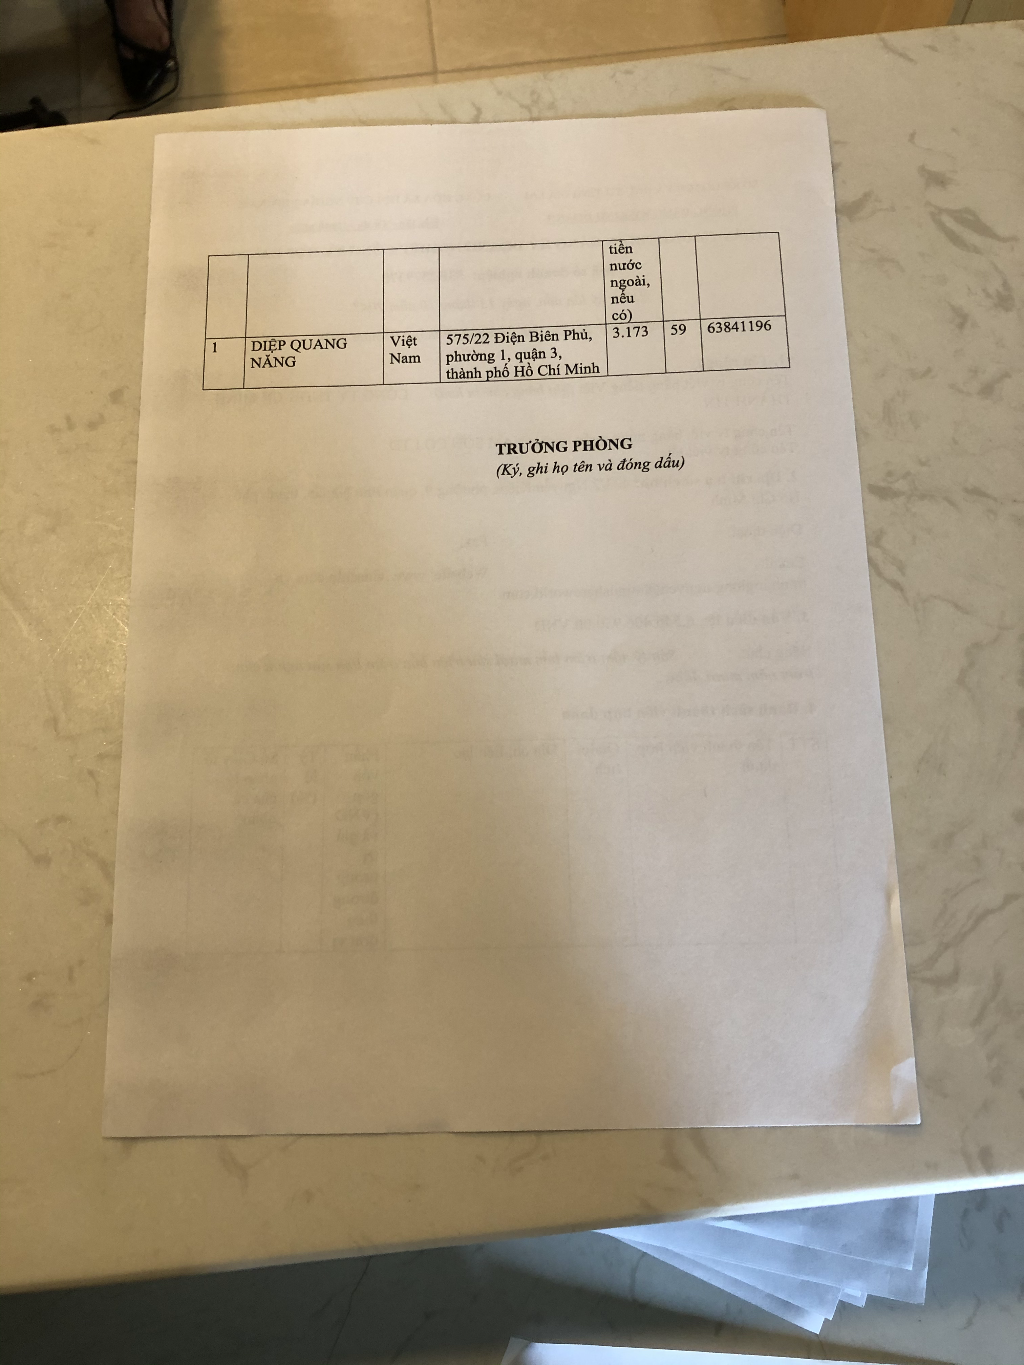 tiền
nước
ngoài,
nếu
có)
1
DIỆP QUANG
NĂNG
Việt
Nam
575/22 Điện Biên Phủ,
phường 1, quận 3,
thành phố Hồ Chí Minh
3.173
59
63841196
TRƯỞNG PHÒNG
(Ký, ghi họ tên và đóng dấu)